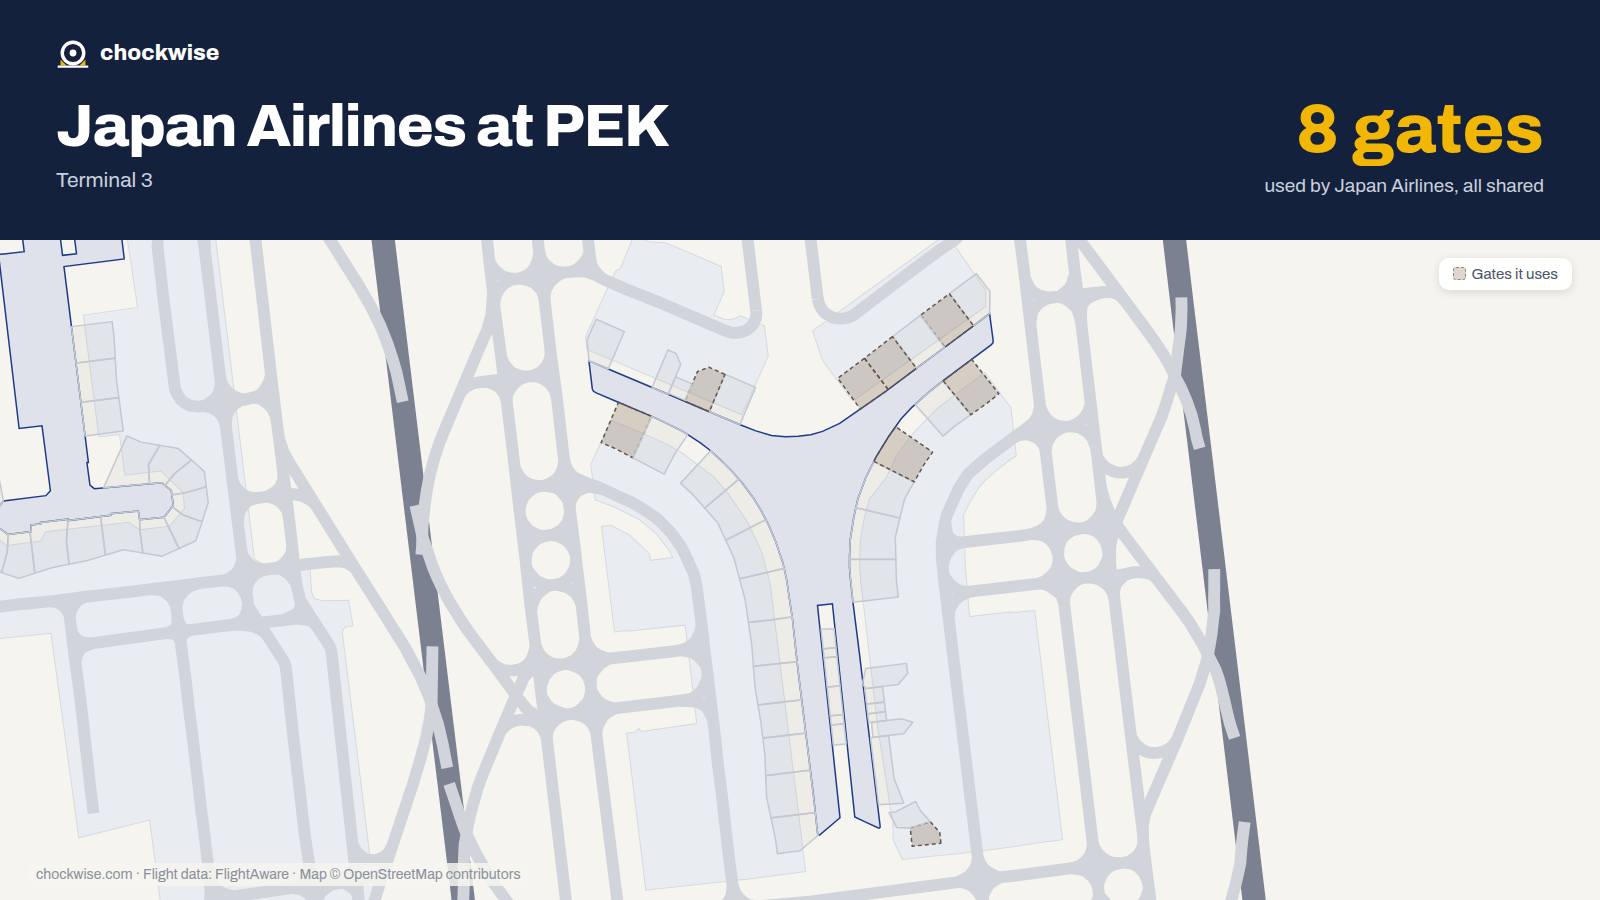 chockwise
Japan Airlines at PEK
Terminal 3
8 gates
used by Japan Airlines, all shared
Gates it uses
chockwise.com · Flight data: FlightAware · Map © OpenStreetMap contributors